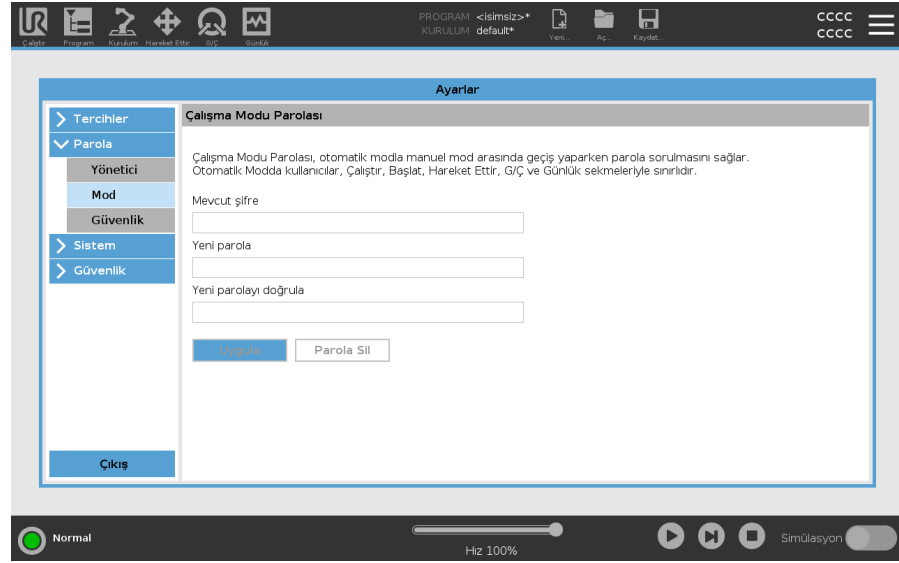 PROGRAM <isimsiz>*
KURULUM default*
cccc
cccc
Çalıştır Program Kurulum Hareket Ettir G/Ç Günlük Yeni... Aç... Kaydet...
Ayarlar
Tercihler
Parola
Yönetici
Mod
Güvenlik
Sistem
Güvenlik
Çıkış
Çalışma Modu Parolası
Çalışma Modu Parolası, otomatik modla manuel mod arasında geçiş yaparken parola sorulmasını sağlar.
Otomatik Modda kullanıcılar, Çalıştır, Başlat, Hareket Ettir, G/Ç ve Günlük sekmeleriyle sınırlıdır.
Mevcut şifre
Yeni parola
Yeni parolayı doğrula
Uygula Parola Sil
Normal
Hız 100%
Simülasyon